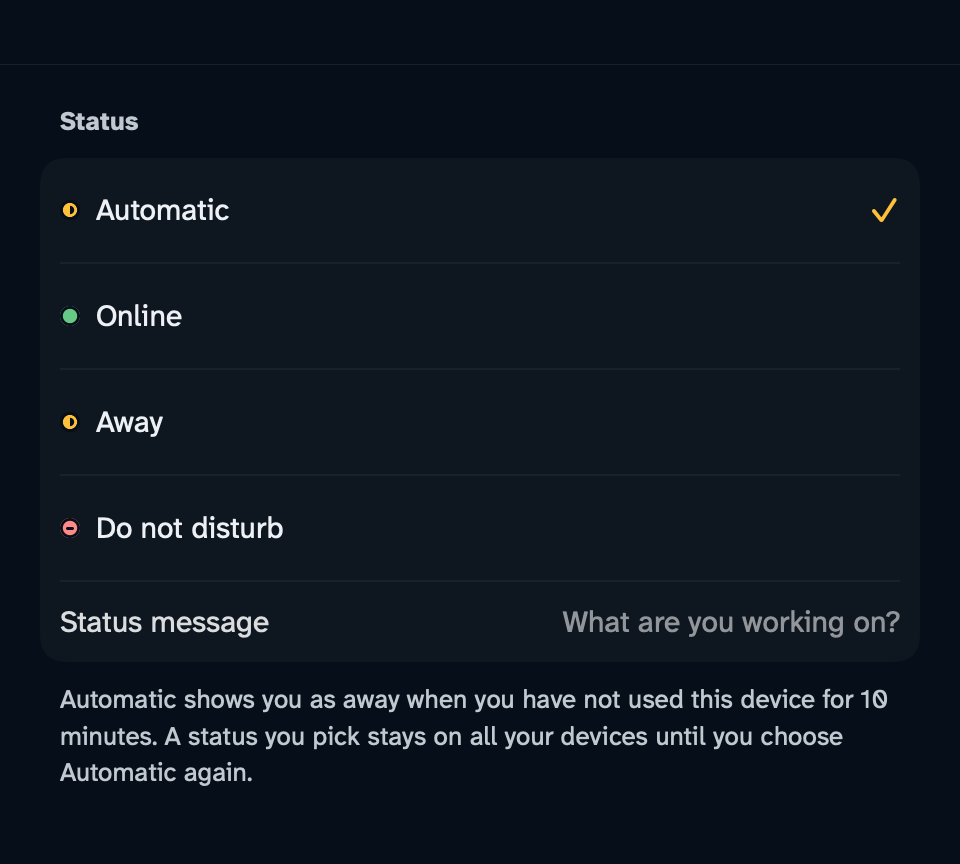 Status
Automatic
Online
Away
Do not disturb
Status message What are you working on?
Automatic shows you as away when you have not used this device for 10
minutes. A status you pick stays on all your devices until you choose
Automatic again.